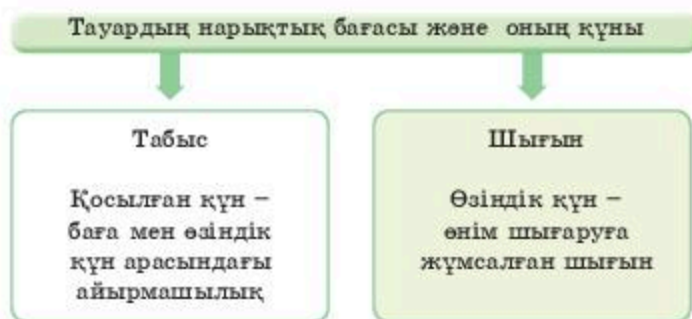 Тауардың нарықтық бағасы және оның құны
Табыс
Қосылған құн –
баға мен өзіндік
құн арасындағы
айырмашылық
Шығын
Өзіндік құн –
өнім шығаруға
жұмсалған шығын